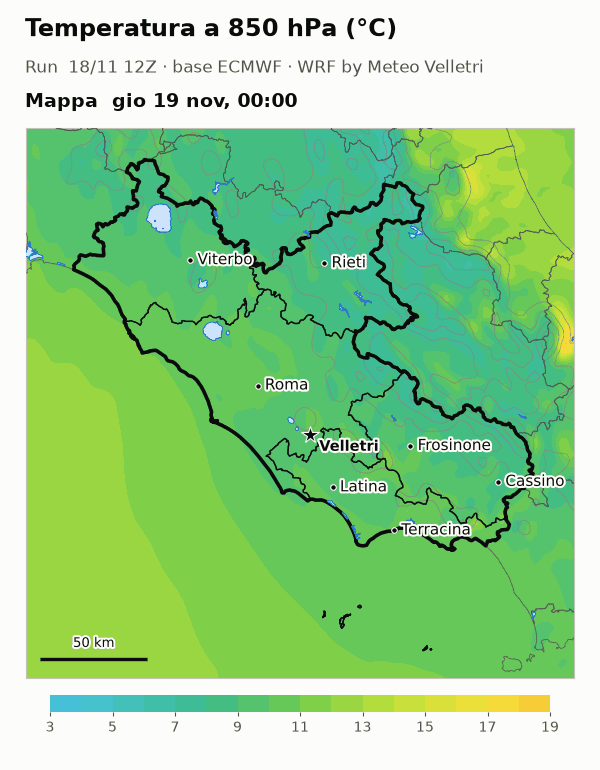 Temperatura a 850 hPa (°C)
Run 18/11 12Z · base ECMWF · WRF by Meteo Velletri
Mappa gio 19 nov, 00:00
Viterbo
Rieti
Roma
Velletri
Frosinone
Latina
Cassino
Terracina
50 km
3 5 7 9 11 13 15 17 19